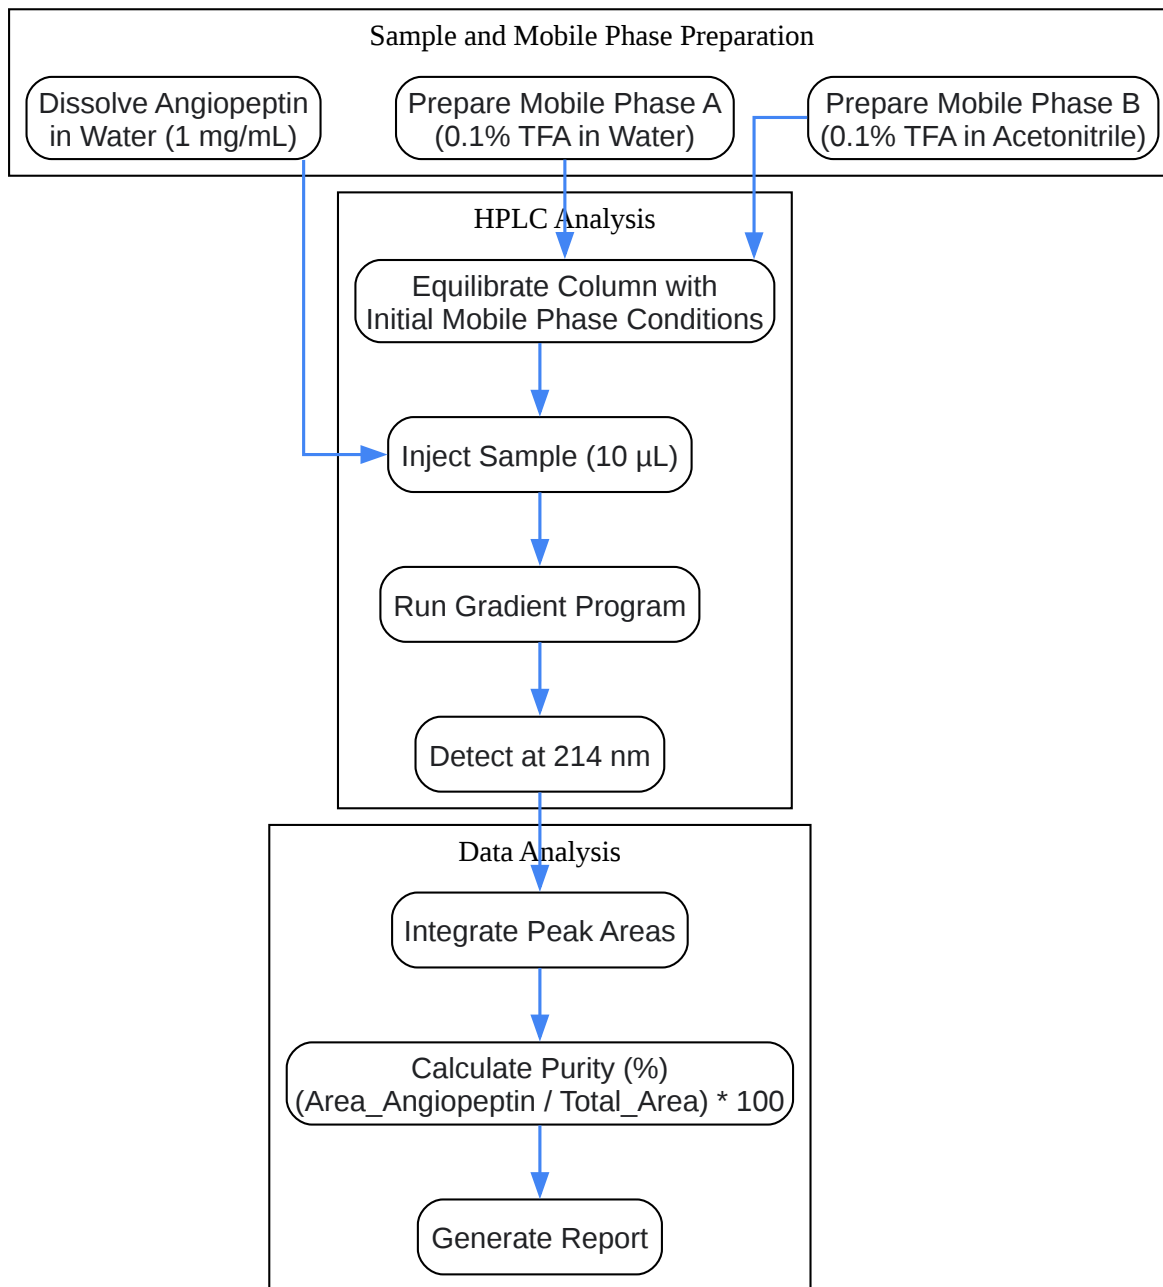 Sample and Mobile Phase Preparation
Dissolve Angiopeptin
in Water (1 mg/mL)
Prepare Mobile Phase A
(0.1% TFA in Water)
Prepare Mobile Phase B
(0.1% TFA in Acetonitrile)
HPLC Analysis
Equilibrate Column with
Initial Mobile Phase Conditions
Inject Sample (10 µL)
Run Gradient Program
Detect at 214 nm
Data Analysis
Integrate Peak Areas
Calculate Purity (%)
(Area_Angiopeptin / Total_Area) * 100
Generate Report